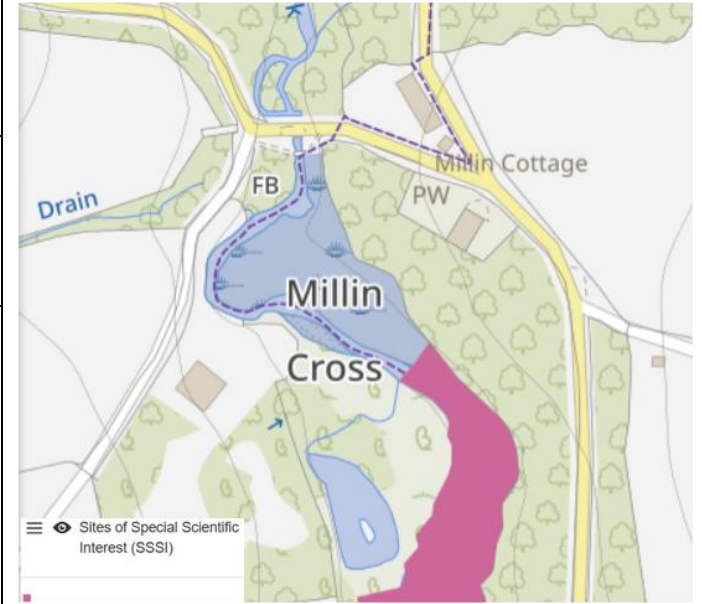 Millin Cottage
PW
FB
Drain
Millin
Cross
Sites of Special Scientific
Interest (SSSI)